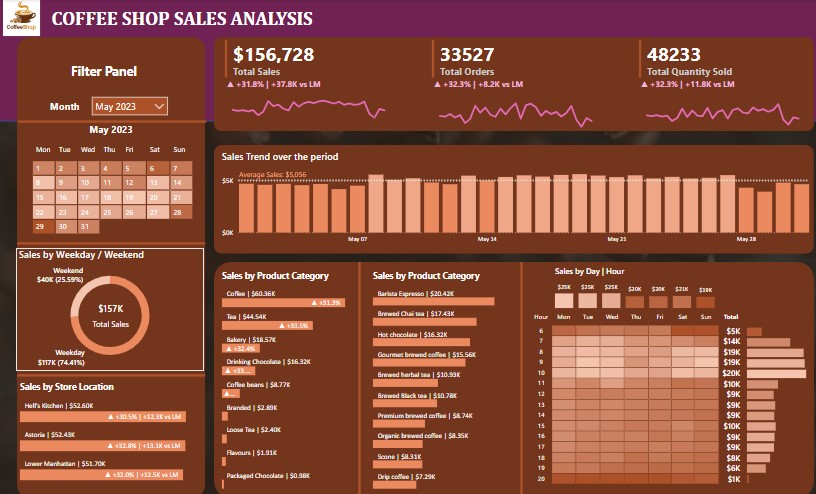 CoffeeShop
COFFEE SHOP SALES ANALYSIS
Filter Panel
Month May 2023
May 2023
Mon Tue Wed Thu Fri Sat Sun
1 2 3 4 5 6 7
8 9 10 11 12 13 14
15 16 17 18 19 20 21
22 23 24 25 26 27 28
29 30 31
Sales by Weekday / Weekend
Weekend
$40K (25.59%)
$157K
Total Sales
Weekday
$117K (74.41%)
Sales by Store Location
Hell's Kitchen | $52.60K
▲ +30.5% | +12.3K vs LM
Astoria | $52.43K
▲ +32.8% | +13.1K vs LM
Lower Manhattan | $51.70K
▲ +32.0% | +12.5K vs LM
$156,728
Total Sales
▲ +31.8% | +37.8K vs LM
33527
Total Orders
▲ +32.3% | +8.2K vs LM
48233
Total Quantity Sold
▲ +32.3% | +11.8K vs LM
Sales Trend over the period
Average Sales: $5,056
$5K
$0K
May 07 May 14 May 21 May 28
Sales by Product Category
Coffee | $60.36K
▲ +31.3%
Tea | $44.54K
▲ +33.5%
Bakery | $18.57K
▲ +32.4%
Drinking Chocolate | $16.32K
▲ +33....
Coffee beans | $8.77K
▲...
Branded | $2.89K
Loose Tea | $2.40K
Flavours | $1.91K
Packaged Chocolate | $0.98K
Sales by Product Category
Barista Espresso | $20.42K
Brewed Chai tea | $17.43K
Hot chocolate | $16.32K
Gourmet brewed coffee | $15.56K
Brewed herbal tea | $10.93K
Brewed Black tea | $10.78K
Premium brewed coffee | $8.74K
Organic brewed coffee | $8.35K
Scone | $8.31K
Drip coffee | $7.29K
Sales by Day | Hour
$25K $25K $25K $20K $20K $21K $19K
Hour Mon Tue Wed Thu Fri Sat Sun Total
6 $5K
7 $14K
8 $19K
9 $19K
10 $20K
11 $10K
12 $9K
13 $9K
14 $9K
15 $10K
16 $9K
17 $9K
18 $8K
19 $6K
20 $1K